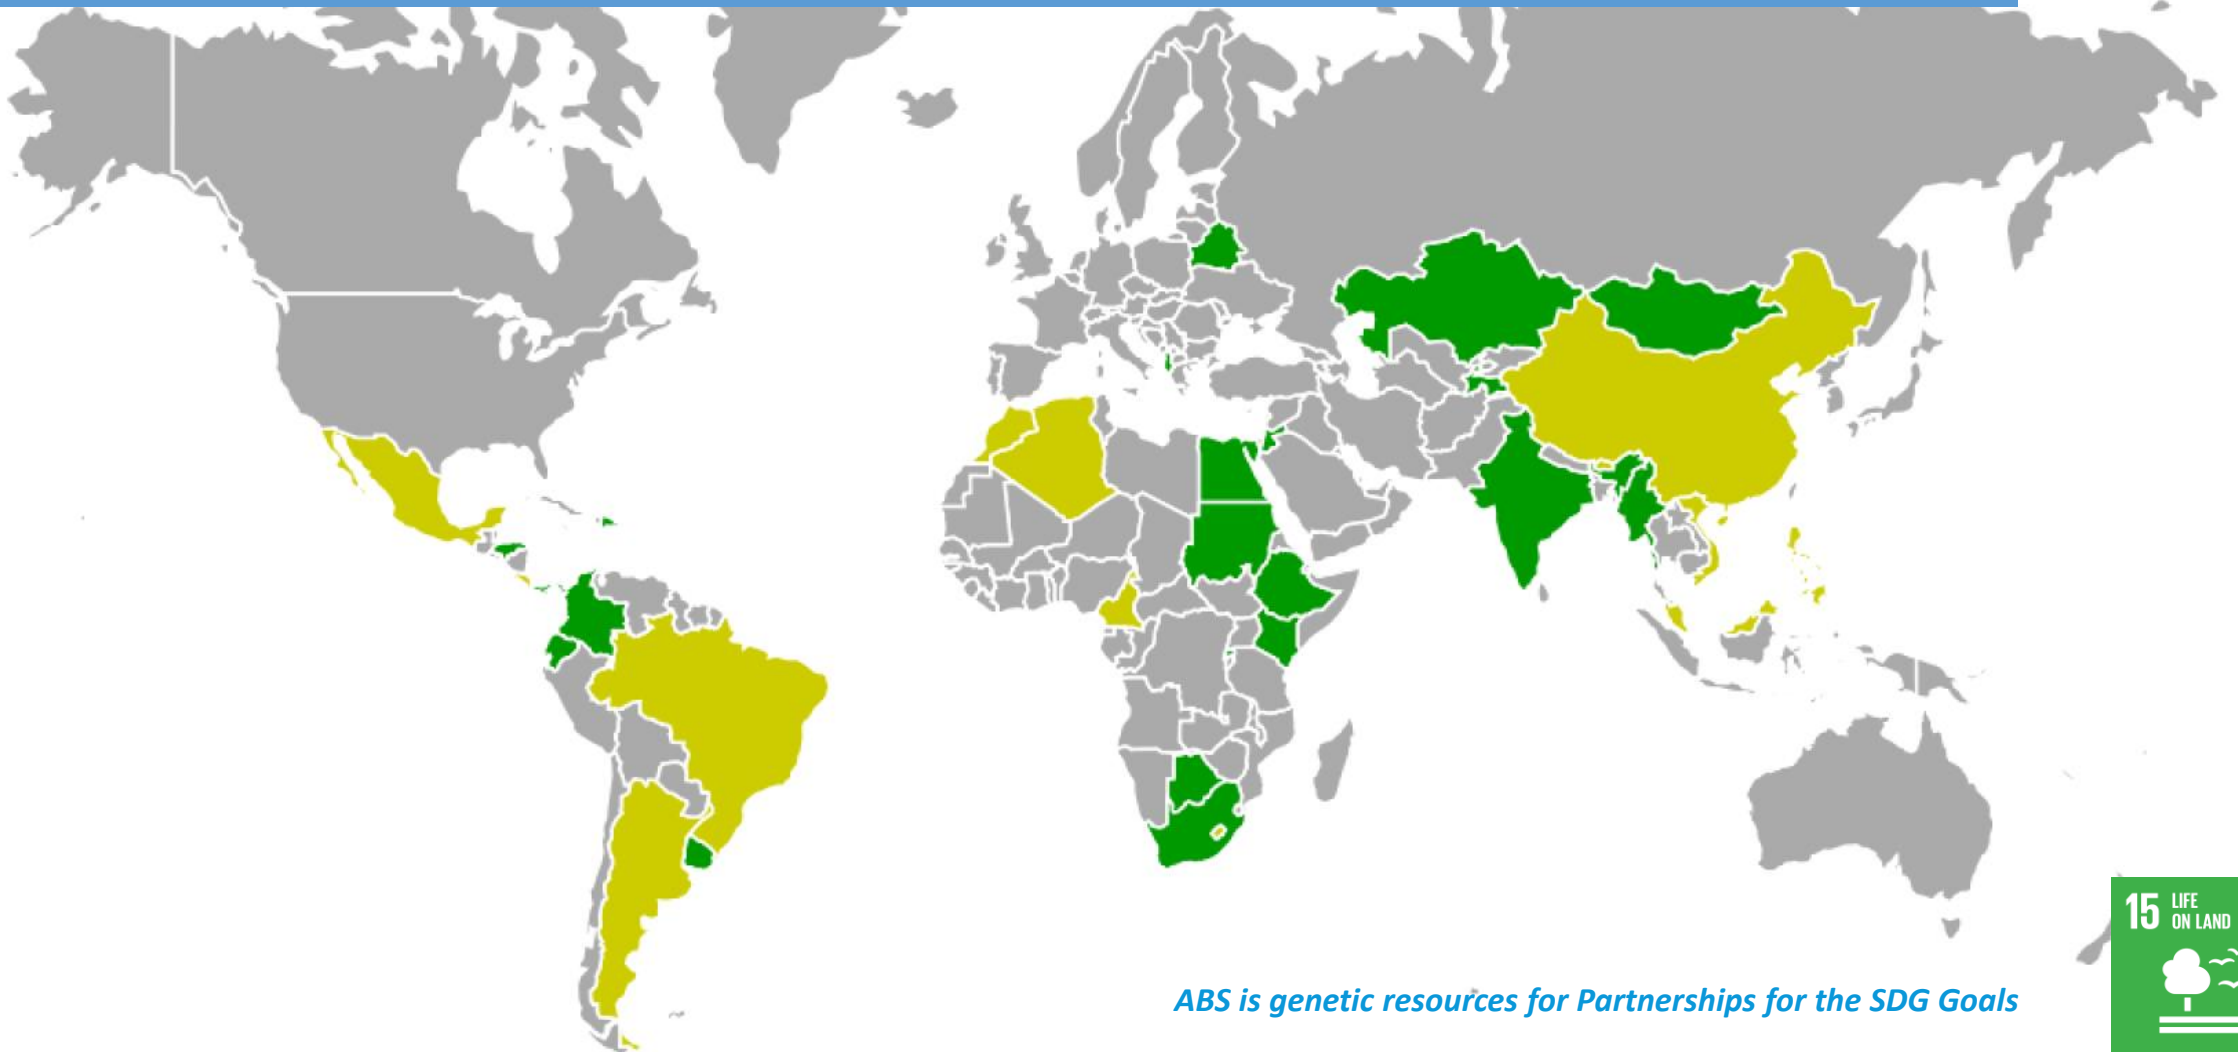 15 LIFE
ON LAND
ABS is genetic resources for Partnerships for the SDG Goals